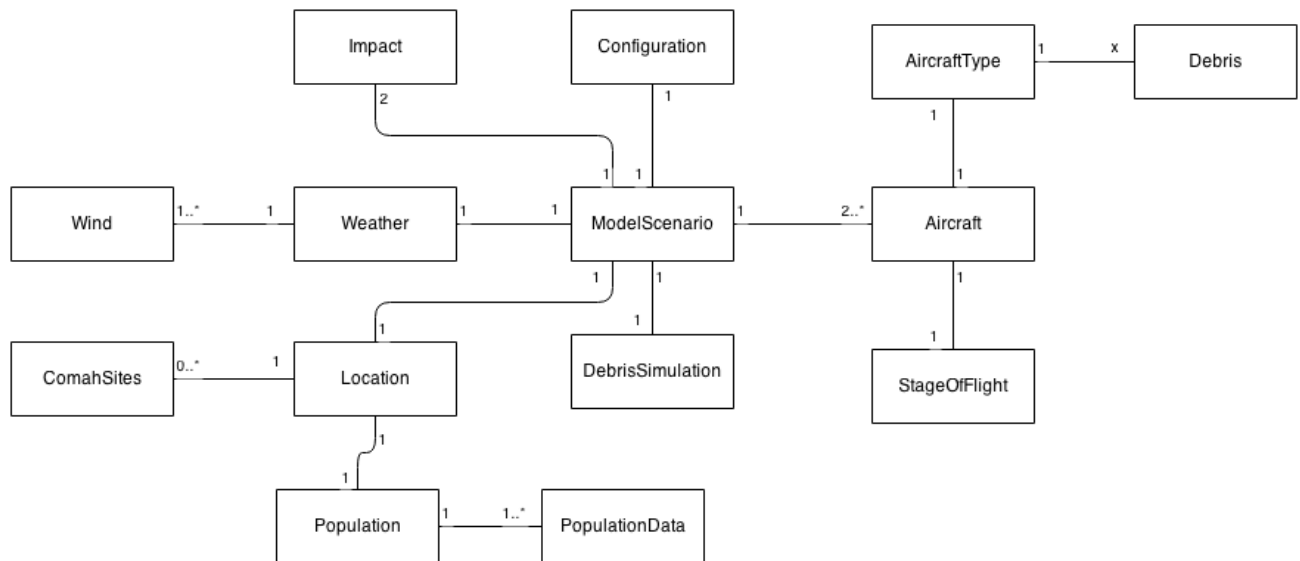 Impact
Configuration
AircraftType
1
x
Debris
2
1
1
1
1
1
Wind
1..*
1
Weather
1
1
ModelScenario
1
2..*
Aircraft
1
1
1
1
1
1
ComahSites
0..*
1
Location
DebrisSimulation
StageOfFlight
1
1
Population
1
1..*
PopulationData